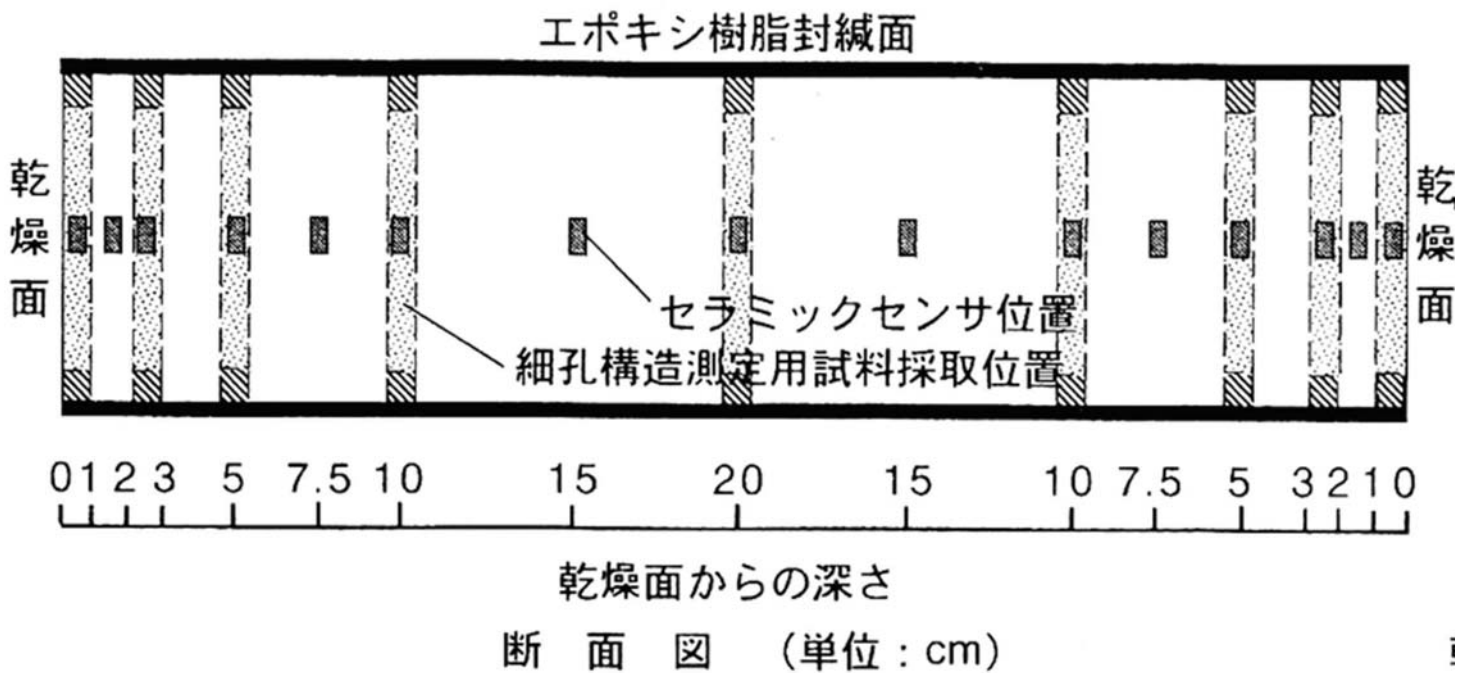 エポキシ樹脂封緘面
乾燥面
乾燥面
セラミックセンサ位置
細孔構造測定用試料採取位置
0 1 2 3 5 7.5 10 15 20 15 10 7.5 5 3 2 1 0
乾燥面からの深さ
断面図 (単位:cm)